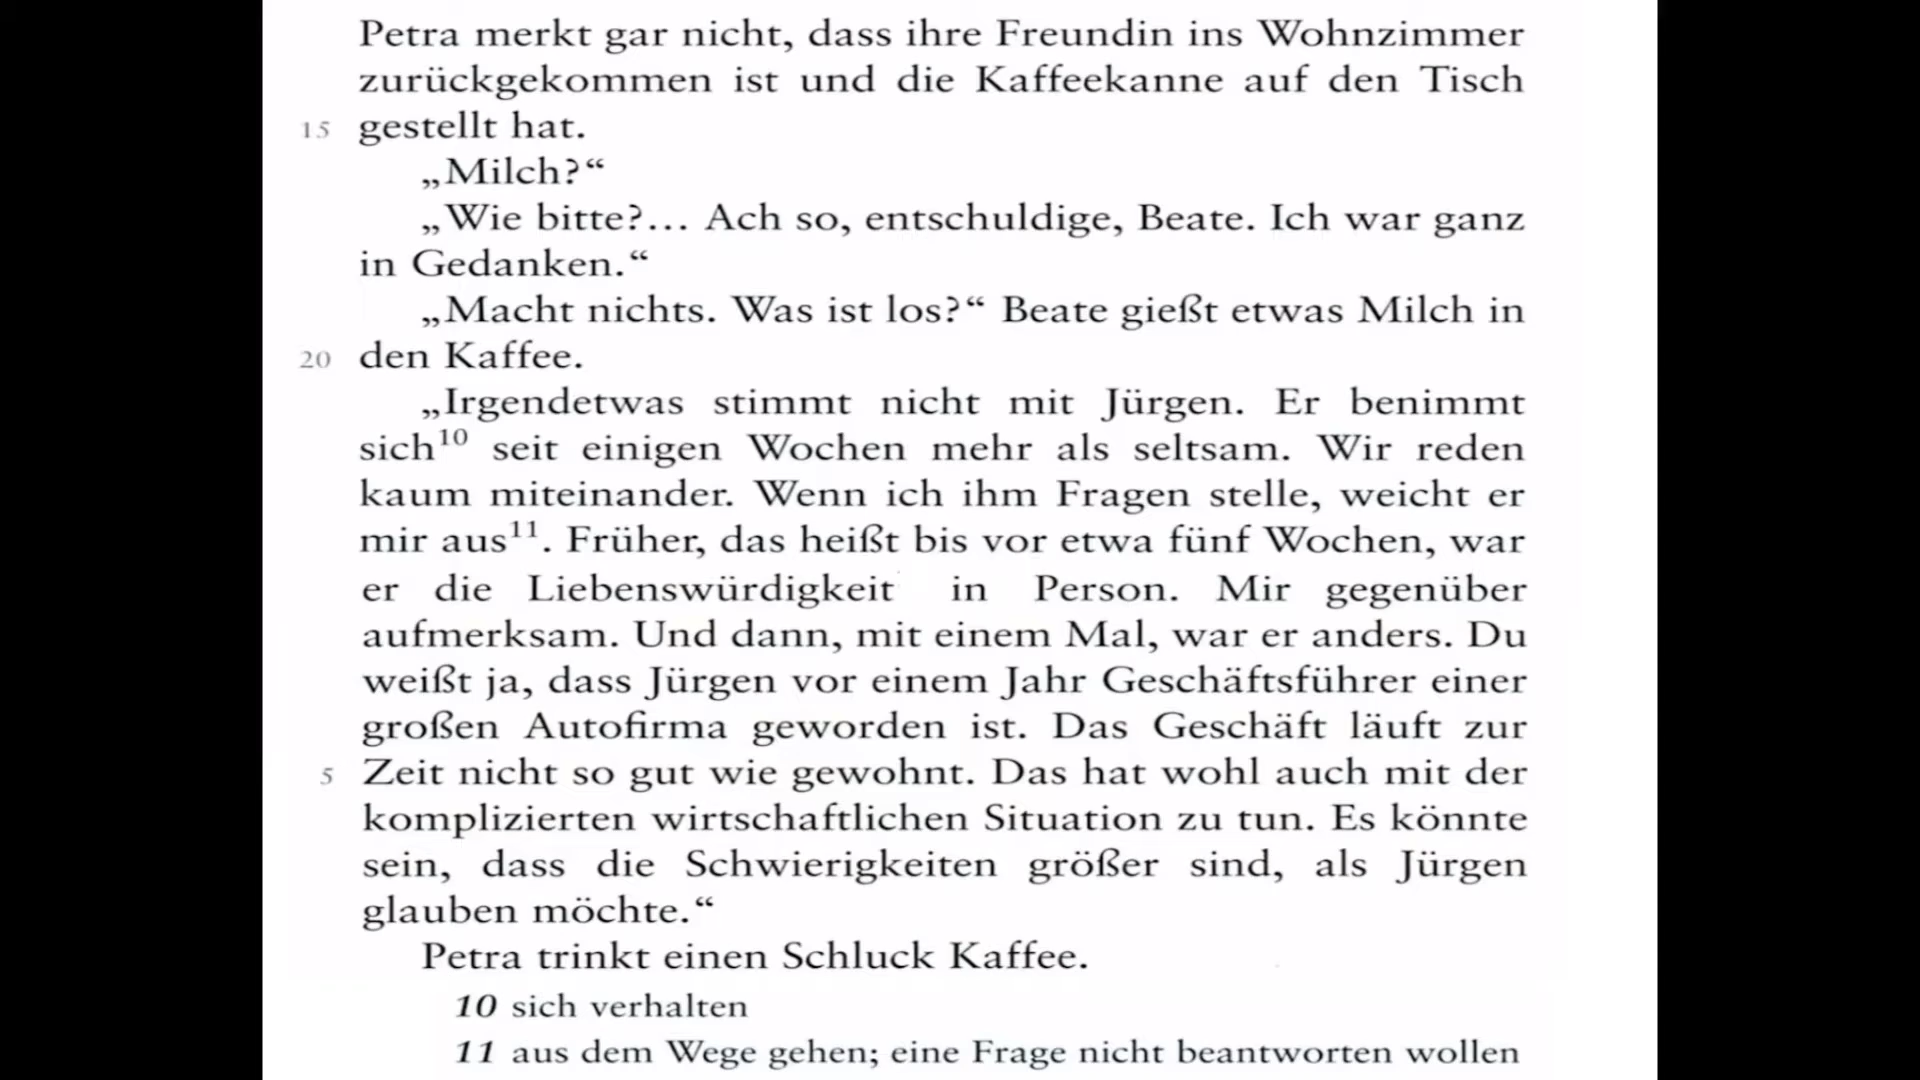 Petra merkt gar nicht, dass ihre Freundin ins Wohnzimmer
zurückgekommen ist und die Kaffeekanne auf den Tisch
15 gestellt hat.
„Milch?“
„Wie bitte?... Ach so, entschuldige, Beate. Ich war ganz
in Gedanken.“
„Macht nichts. Was ist los?“ Beate gießt etwas Milch in
20 den Kaffee.
„Irgendetwas stimmt nicht mit Jürgen. Er benimmt
sich¹⁰ seit einigen Wochen mehr als seltsam. Wir reden
kaum miteinander. Wenn ich ihm Fragen stelle, weicht er
mir aus¹¹. Früher, das heißt bis vor etwa fünf Wochen, war
er die Liebenswürdigkeit in Person. Mir gegenüber
aufmerksam. Und dann, mit einem Mal, war er anders. Du
weißt ja, dass Jürgen vor einem Jahr Geschäftsführer einer
großen Autofirma geworden ist. Das Geschäft läuft zur
5 Zeit nicht so gut wie gewohnt. Das hat wohl auch mit der
komplizierten wirtschaftlichen Situation zu tun. Es könnte
sein, dass die Schwierigkeiten größer sind, als Jürgen
glauben möchte.“
Petra trinkt einen Schluck Kaffee.
10 sich verhalten
11 aus dem Wege gehen; eine Frage nicht beantworten wollen